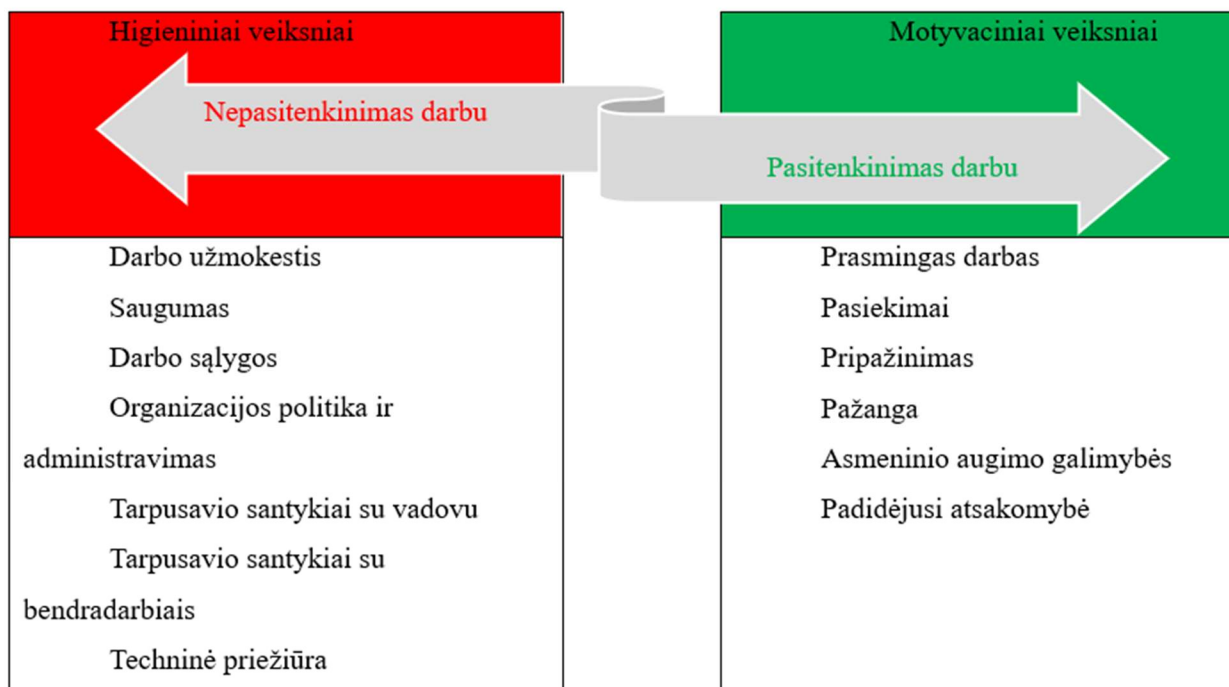 Higieniniai veiksniai
Nepasitenkinimas darbu
Darbo užmokestis
Saugumas
Darbo sąlygos
Organizacijos politika ir
administravimas
Tarpusavio santykiai su vadovu
Tarpusavio santykiai su
bendradarbiais
Techninė priežiūra
Motyvaciniai veiksniai
Pasitenkinimas darbu
Prasmingas darbas
Pasiekimai
Pripažinimas
Pažanga
Asmeninio augimo galimybės
Padidėjusi atsakomybė